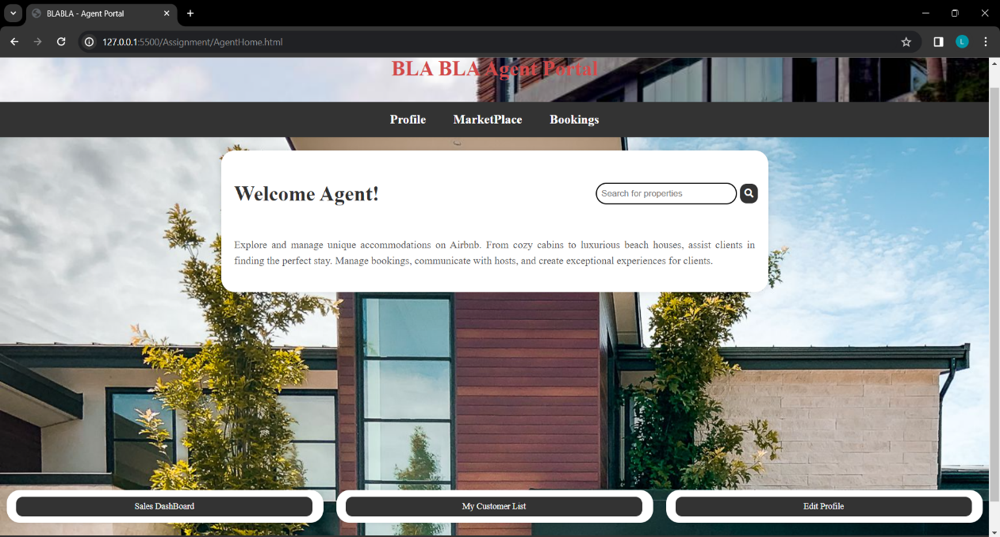 BLABLA - Agent Portal
127.0.0.1:5500/Assignment/AgentHome.html
L
BLA BLA Agent Portal
Profile MarketPlace Bookings
Welcome Agent!
Search for properties
Explore and manage unique accommodations on Airbnb. From cozy cabins to luxurious beach houses, assist clients in
finding the perfect stay. Manage bookings, communicate with hosts, and create exceptional experiences for clients.
Sales DashBoard My Customer List Edit Profile